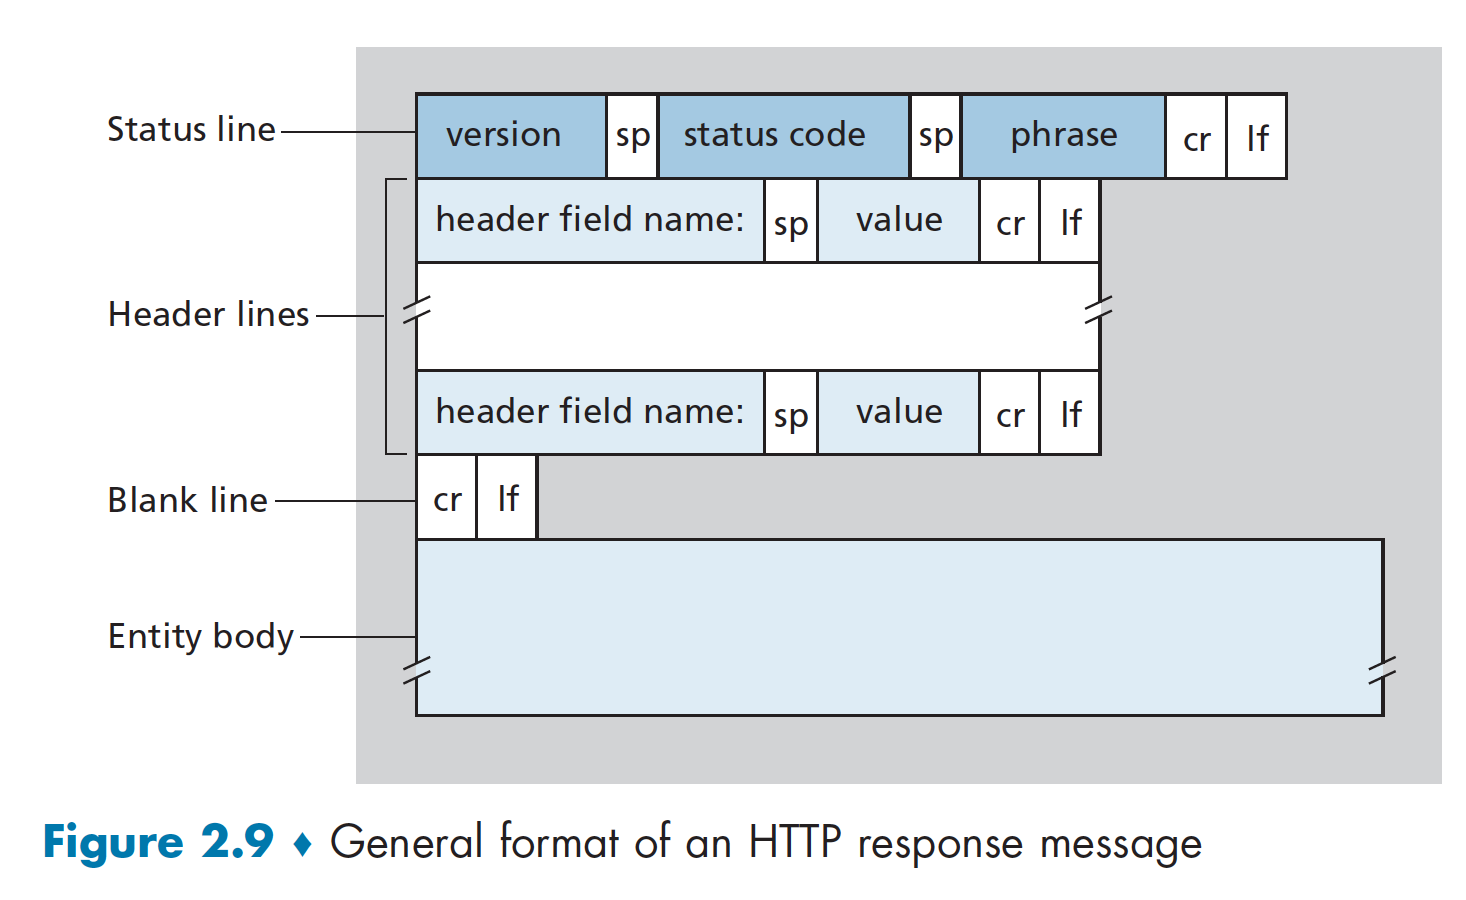 Status line version sp status code sp phrase cr lf
header field name: sp value cr lf
Header lines
header field name: sp value cr lf
Blank line cr lf
Entity body
Figure 2.9 ♦ General format of an HTTP response message